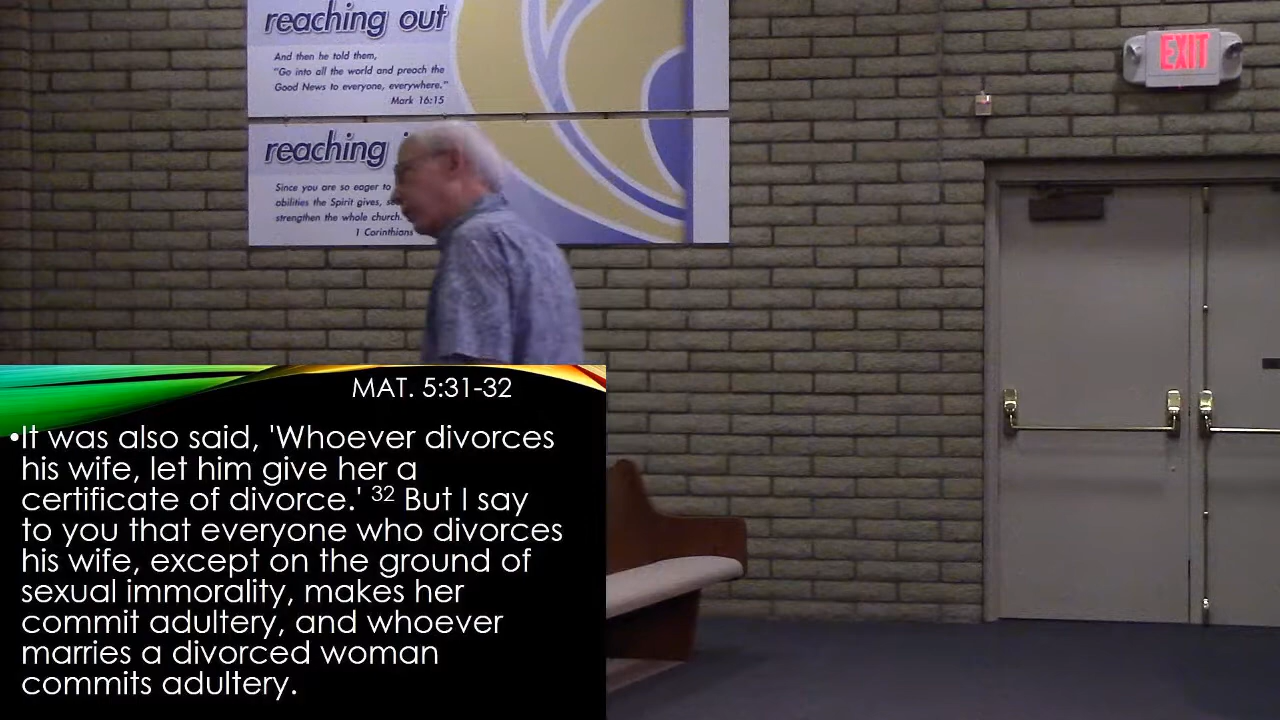 reaching out
And then he told them,
"Go into all the world and preach the
Good News to everyone, everywhere."
Mark 16:15
reaching
Since you are so eager to
abilities the Spirit gives,
strengthen the whole church.
1 Corinthians
EXIT
MAT. 5:31-32
•It was also said, 'Whoever divorces
his wife, let him give her a
certificate of divorce.' 32 But I say
to you that everyone who divorces
his wife, except on the ground of
sexual immorality, makes her
commit adultery, and whoever
marries a divorced woman
commits adultery.